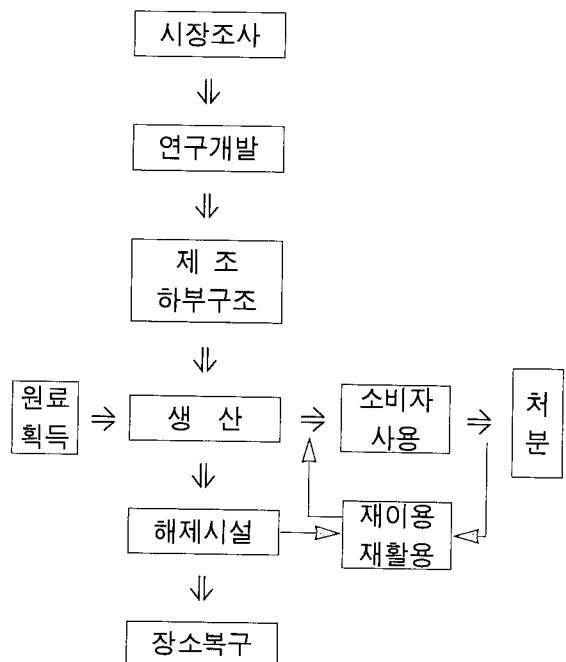 시장조사
연구개발
제 조
하부구조
원료
획득
생 산
소비자
사용
처
분
해제시설
재이용
재활용
장소복구